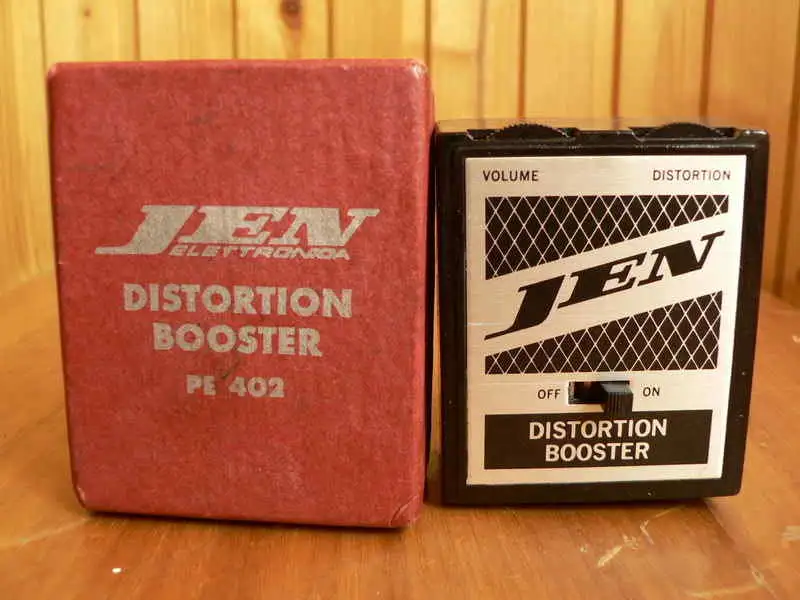 JEN
ELETTRONICA
DISTORTION
BOOSTER
PE 402
VOLUME DISTORTION
JEN
OFF ON
DISTORTION
BOOSTER